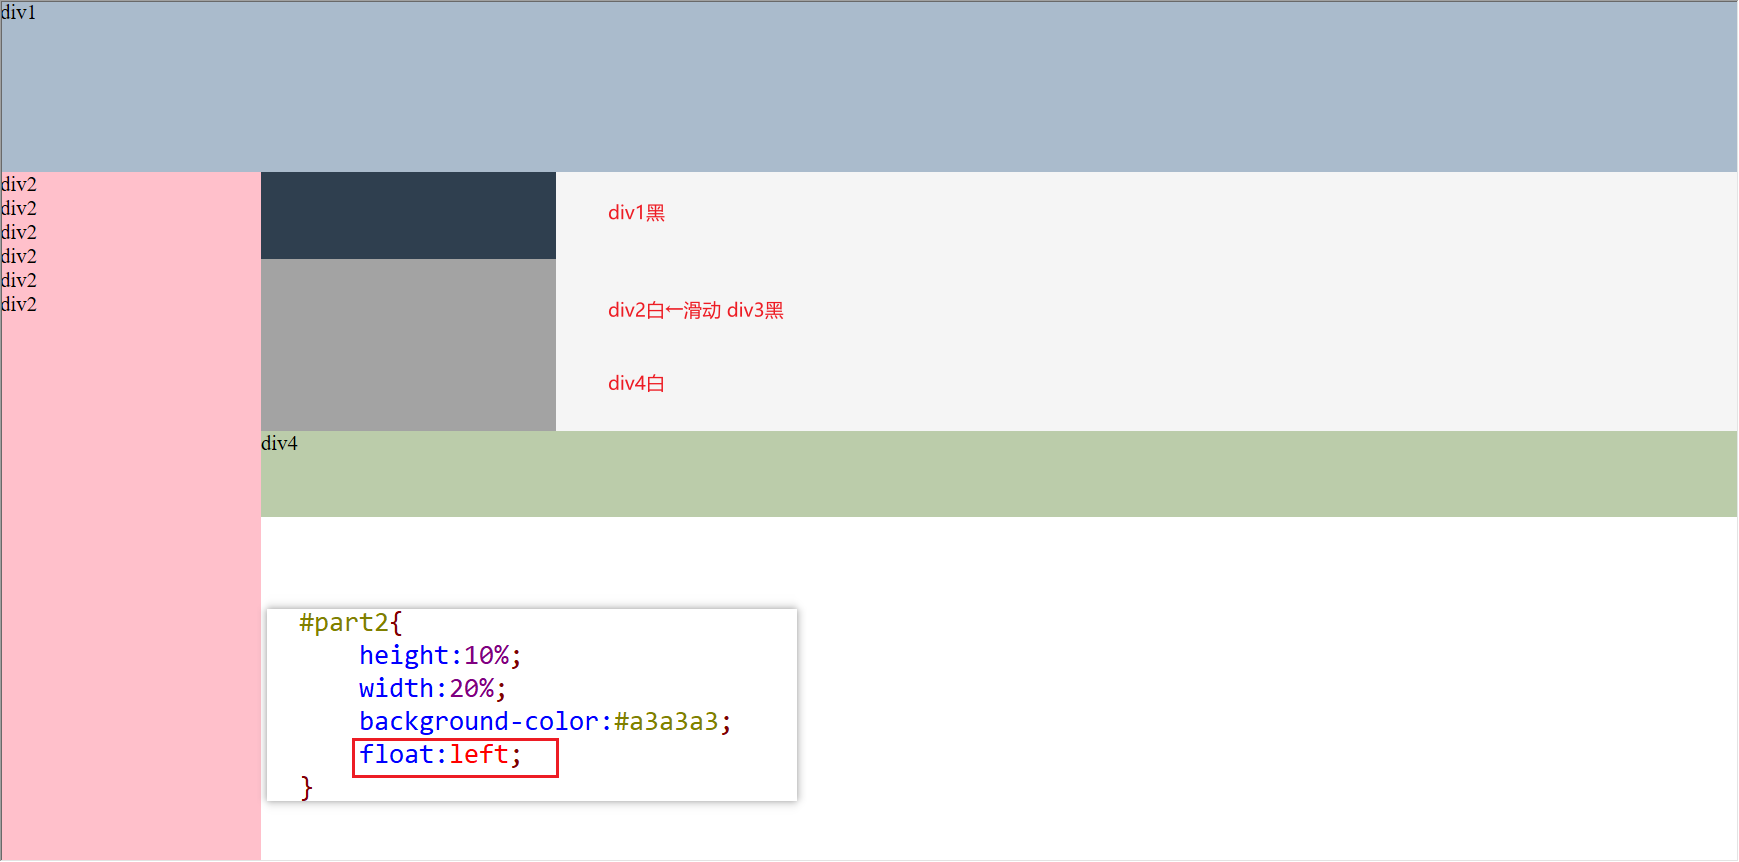 div1
div2
div2
div2
div2
div2
div2
div1黑
div2白←滑动 div3黑
div4白
div4
#part2{
height:10%;
width:20%;
background-color:#a3a3a3;
float:left;
}